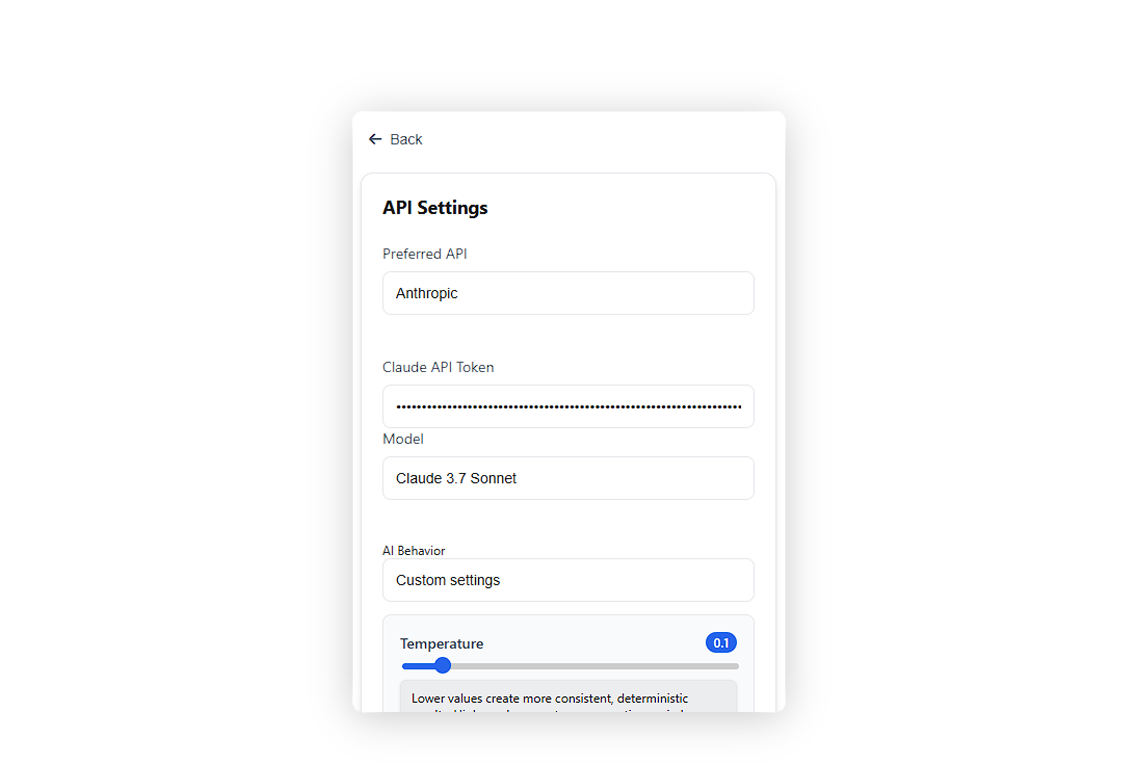 ← Back
API Settings
Preferred API
Anthropic
Claude API Token
••••••••••••••••••••••••••••••••••••••••••••••••••••••••••••••••••••
Model
Claude 3.7 Sonnet
AI Behavior
Custom settings
Temperature
0.1
Lower values create more consistent, deterministic